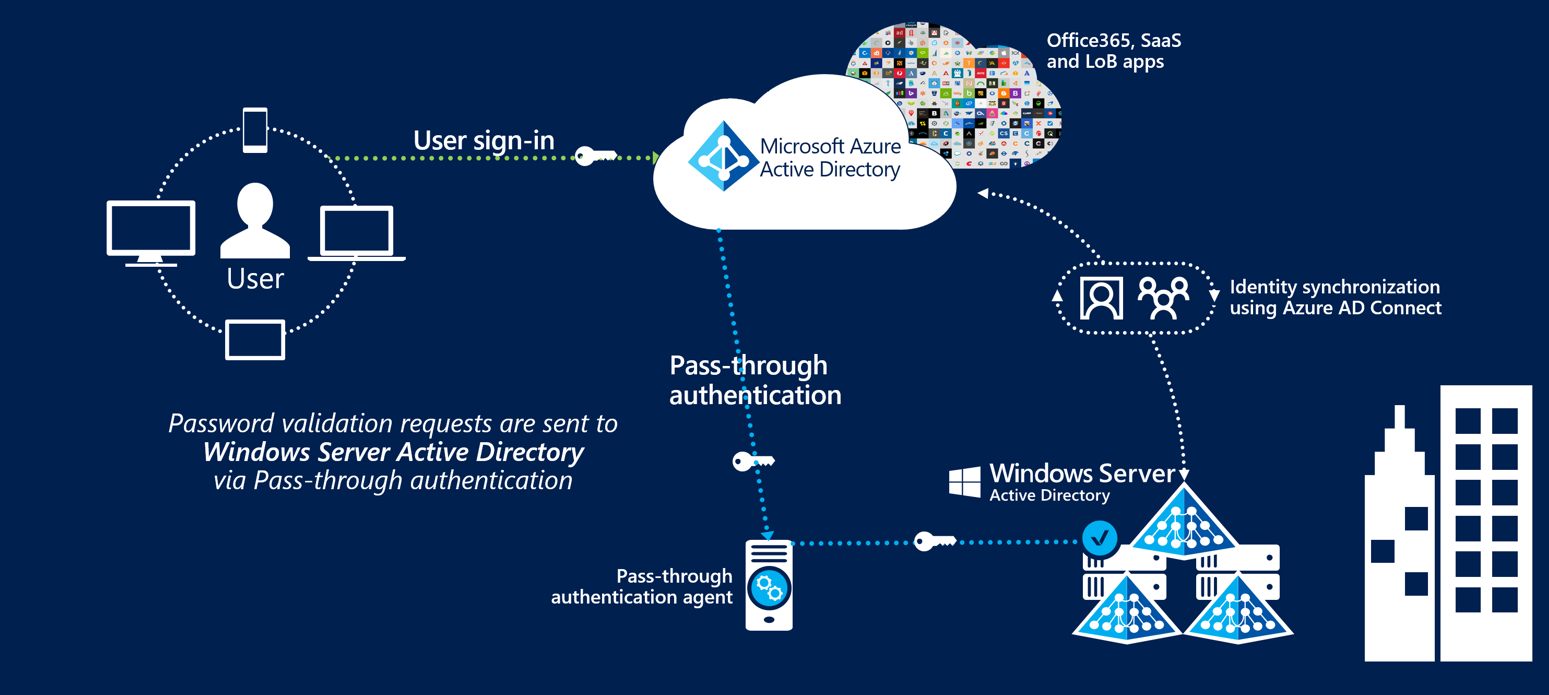 Office365, SaaS
and LoB apps
User sign-in
Microsoft Azure
Active Directory
User
Identity synchronization
using Azure AD Connect
Pass-through
authentication
Password validation requests are sent to
Windows Server Active Directory
via Pass-through authentication
Windows Server
Active Directory
Pass-through
authentication agent